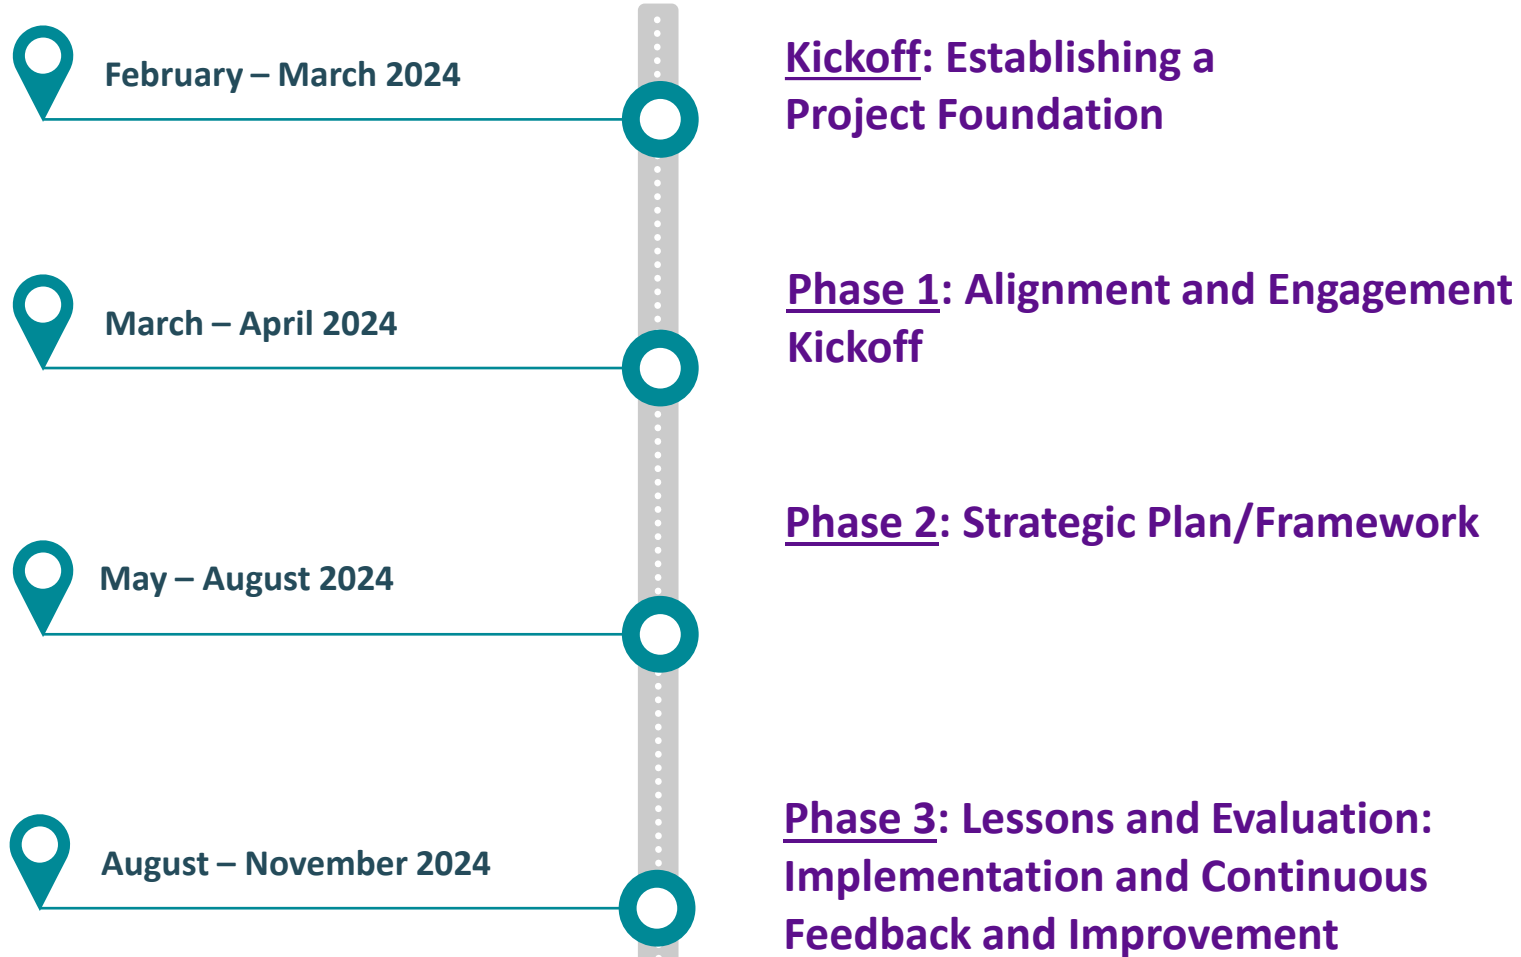 February – March 2024
Kickoff: Establishing a
Project Foundation
March – April 2024
Phase 1: Alignment and Engagement
Kickoff
May – August 2024
Phase 2: Strategic Plan/Framework
August – November 2024
Phase 3: Lessons and Evaluation:
Implementation and Continuous
Feedback and Improvement